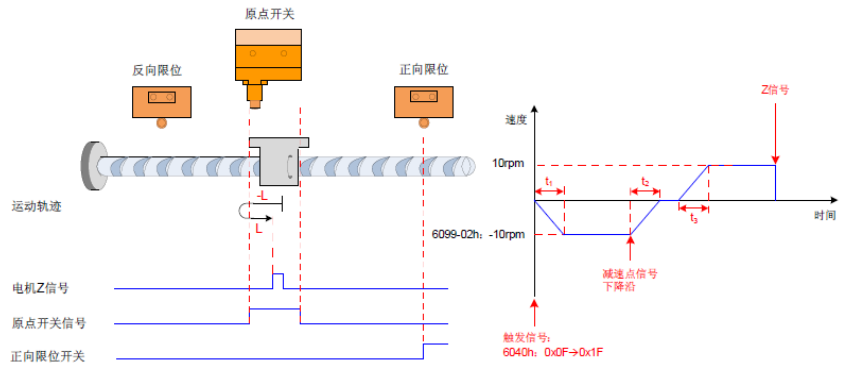 原点开关
反向限位
正向限位
运动轨迹
-L
L
电机Z信号
原点开关信号
正向限位开关
速度
Z信号
10rpm
t₁
t₂
t₃
时间
6099-02h: -10rpm
减速点信号
下降沿
触发信号:
6040h: 0x0F→0x1F